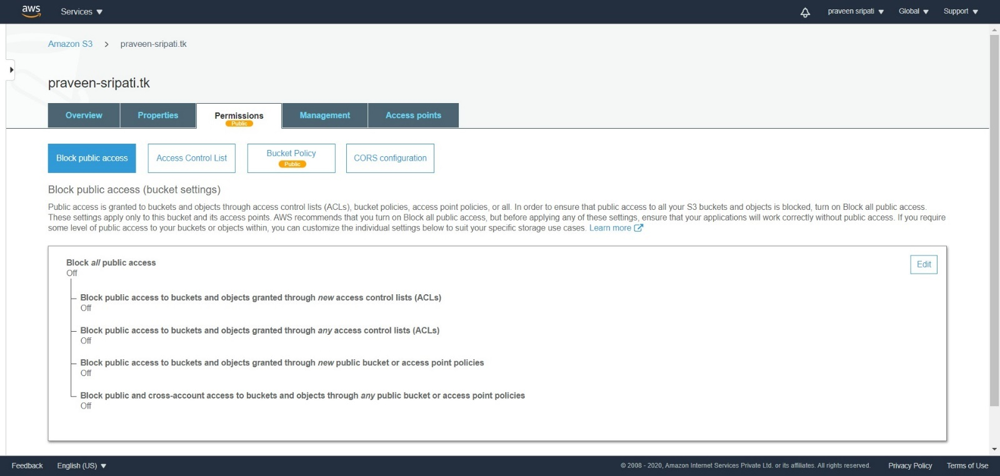 aws Services praveen sripati Global Support
Amazon S3 > praveen-sripati.tk
praveen-sripati.tk
Overview Properties Permissions Management Access points
Public
Block public access Access Control List Bucket Policy CORS configuration
Public
Block public access (bucket settings)
Public access is granted to buckets and objects through access control lists (ACLs), bucket policies, access point policies, or all. In order to ensure that public access to all your S3 buckets and objects is blocked, turn on Block all public access.
These settings apply only to this bucket and its access points. AWS recommends that you turn on Block all public access, but before applying any of these settings, ensure that your applications will work correctly without public access. If you require
some level of public access to your buckets or objects within, you can customize the individual settings below to suit your specific storage use cases. Learn more
Block all public access
Off
Edit
Block public access to buckets and objects granted through new access control lists (ACLs)
Off
Block public access to buckets and objects granted through any access control lists (ACLs)
Off
Block public access to buckets and objects granted through new public bucket or access point policies
Off
Block public and cross-account access to buckets and objects through any public bucket or access point policies
Off
Feedback English (US) © 2008 - 2020, Amazon Internet Services Private Ltd. or its affiliates. All rights reserved. Privacy Policy Terms of Use